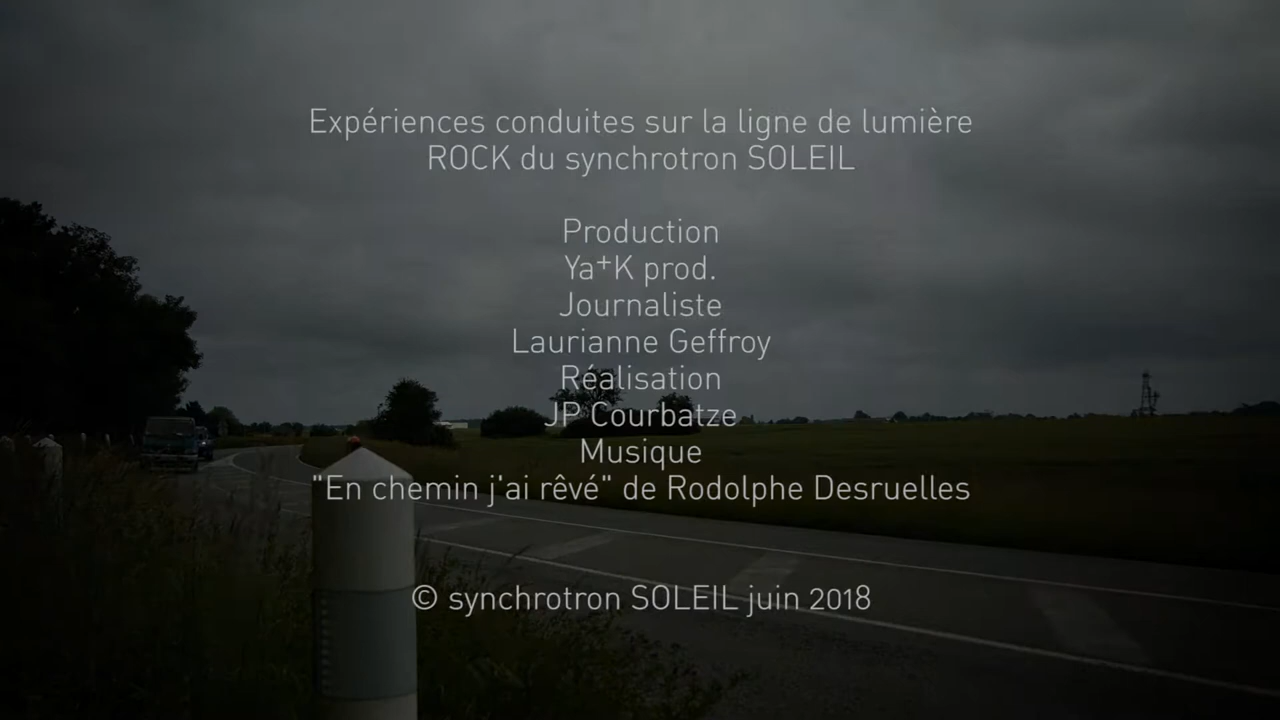 Expériences conduites sur la ligne de lumière
ROCK du synchrotron SOLEIL
Production
Ya+K prod.
Journaliste
Laurianne Geffroy
Réalisation
JP Courbatze
Musique
"En chemin j'ai rêvé" de Rodolphe Desruelles
© synchrotron SOLEIL juin 2018